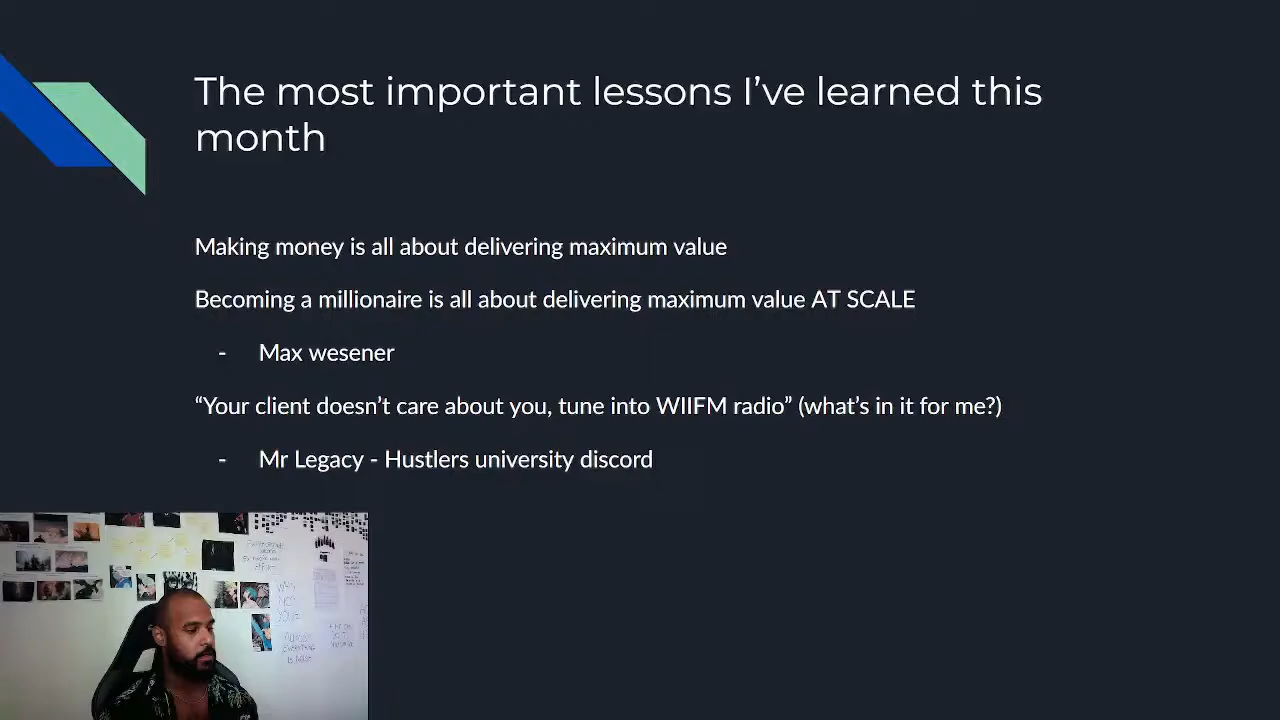 The most important lessons I’ve learned this
month
Making money is all about delivering maximum value
Becoming a millionaire is all about delivering maximum value AT SCALE
- Max wesener
“Your client doesn’t care about you, tune into WIIFM radio” (what’s in it for me?)
- Mr Legacy - Hustlers university discord